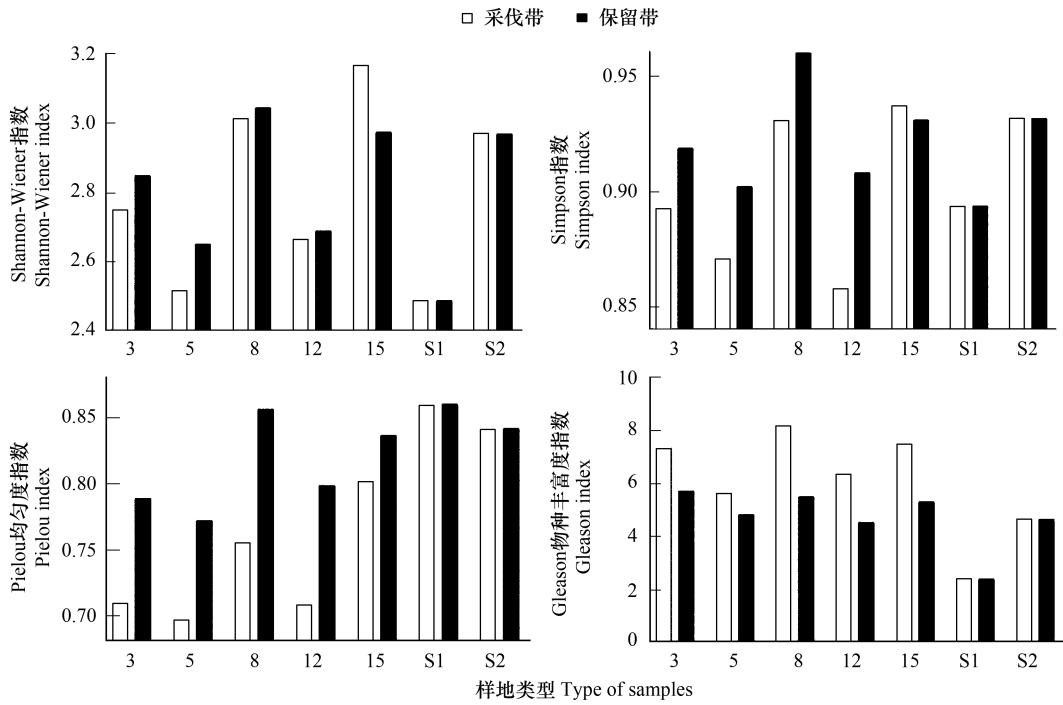 采伐带 保留带
Shannon-Wiener指数
Shannon-Wiener index
3.2
3.0
2.8
2.6
2.4
3 5 8 12 15 S1 S2
Simpson指数
Simpson index
0.95
0.90
0.85
3 5 8 12 15 S1 S2
Pielou均匀度指数
Pielou index
0.85
0.80
0.75
0.70
3 5 8 12 15 S1 S2
Gleason物种丰富度指数
Gleason index
10
8
6
4
2
0
3 5 8 12 15 S1 S2
样地类型 Type of samples